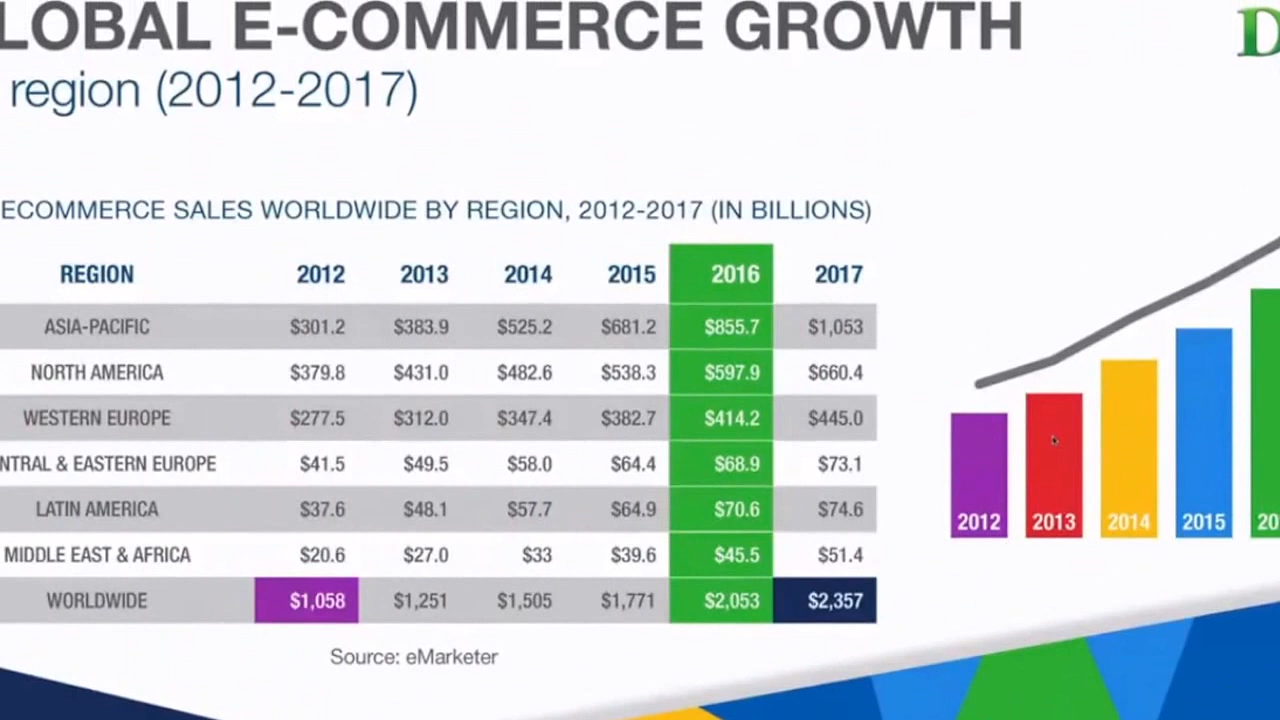 LOBAL E-COMMERCE GROWTH
D
region (2012-2017)
ECOMMERCE SALES WORLDWIDE BY REGION, 2012-2017 (IN BILLIONS)
REGION 2012 2013 2014 2015 2016 2017
ASIA-PACIFIC $301.2 $383.9 $525.2 $681.2 $855.7 $1,053
NORTH AMERICA $379.8 $431.0 $482.6 $538.3 $597.9 $660.4
WESTERN EUROPE $277.5 $312.0 $347.4 $382.7 $414.2 $445.0
NTRAL & EASTERN EUROPE $41.5 $49.5 $58.0 $64.4 $68.9 $73.1
LATIN AMERICA $37.6 $48.1 $57.7 $64.9 $70.6 $74.6
MIDDLE EAST & AFRICA $20.6 $27.0 $33 $39.6 $45.5 $51.4
WORLDWIDE $1,058 $1,251 $1,505 $1,771 $2,053 $2,357
2012 2013 2014 2015 20
Source: eMarketer